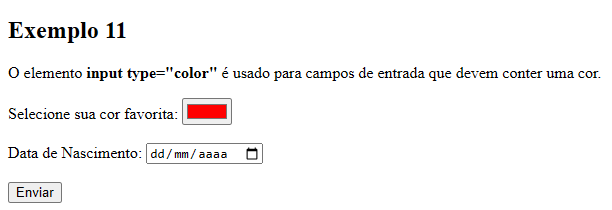 Exemplo 11
O elemento input type="color" é usado para campos de entrada que devem conter uma cor.
Selecione sua cor favorita:
Data de Nascimento: dd/mm/aaaa
Enviar